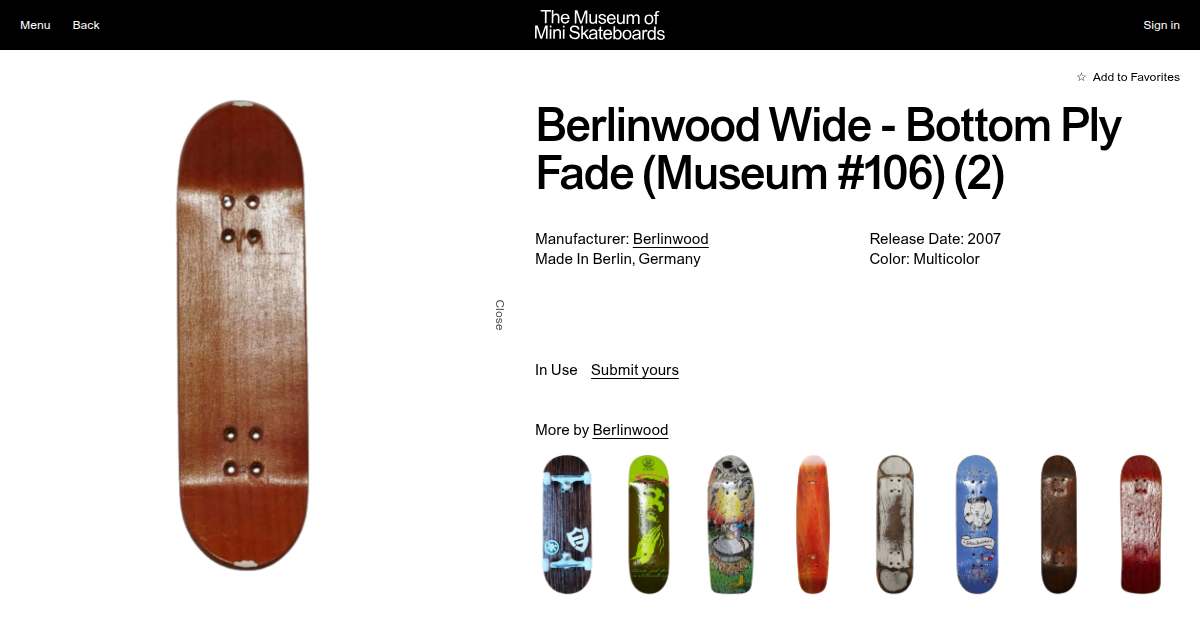 Menu
Back
The Museum of
Mini Skateboards
Sign in
☆ Add to Favorites
Berlinwood Wide - Bottom Ply
Fade (Museum #106) (2)
Manufacturer: Berlinwood
Made In Berlin, Germany
Release Date: 2007
Color: Multicolor
Close
In Use Submit yours
More by Berlinwood